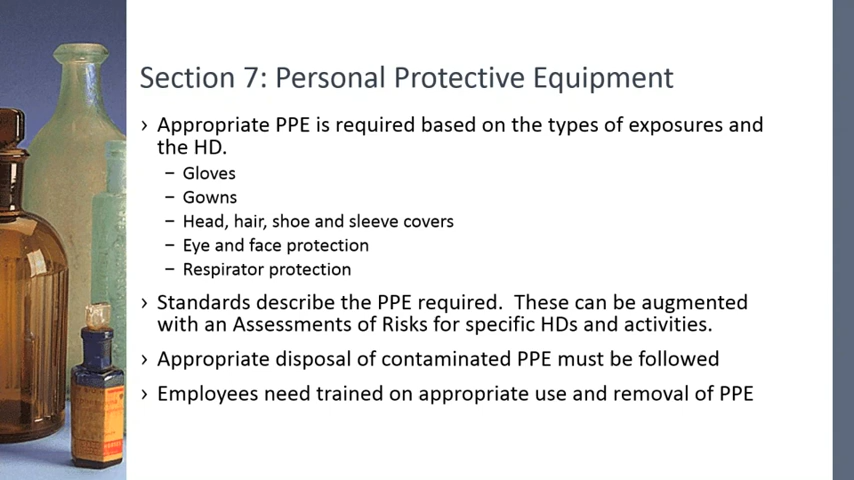 Section 7: Personal Protective Equipment
› Appropriate PPE is required based on the types of exposures and
the HD.
– Gloves
– Gowns
– Head, hair, shoe and sleeve covers
– Eye and face protection
– Respirator protection
› Standards describe the PPE required.  These can be augmented
with an Assessments of Risks for specific HDs and activities.
› Appropriate disposal of contaminated PPE must be followed
› Employees need trained on appropriate use and removal of PPE